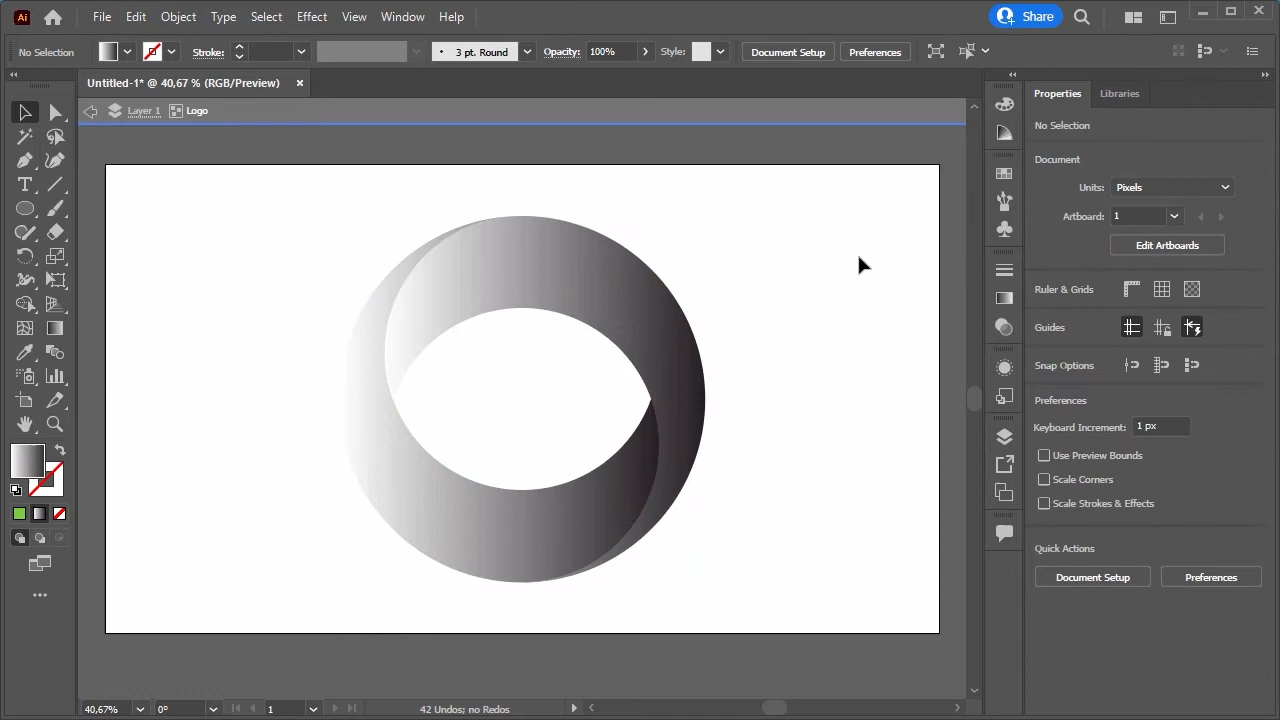 Ai File Edit Object Type Select Effect View Window Help Share
No Selection Stroke: 3 pt. Round Opacity: 100% Style: Document Setup Preferences
Untitled-1* @ 40,67 % (RGB/Preview) × Properties Libraries
Layer 1 Logo
No Selection
Document
Units: Pixels
Artboard: 1
Edit Artboards
Ruler & Grids
Guides
Snap Options
Preferences
Keyboard Increment: 1 px
Use Preview Bounds
Scale Corners
Scale Strokes & Effects
Quick Actions
Document Setup Preferences
40,67% 0° 1 42 Undos; no Redos